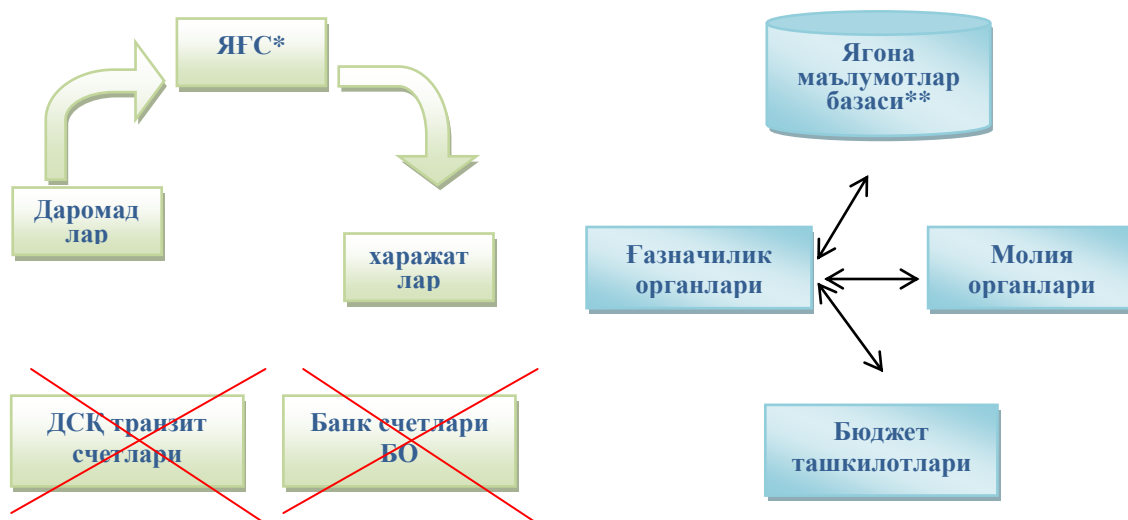 ЯҒС*
Даромад
лар
харажат
лар
ДСҚ транзит
счетлари
Банк счетлари
БО
Ягона
маълумотлар
базаси**
Ғазначилик
органлари
Молия
органлари
Бюджет
ташкилотлари